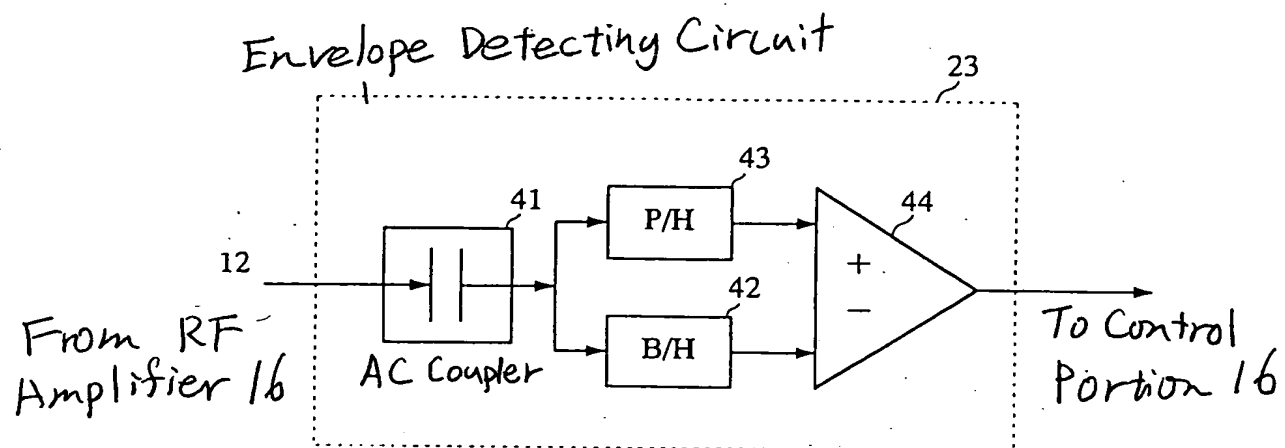 Envelope Detecting Circuit
23
43
41
P/H
44
12
+
-
42
From RF
Amplifier 16
B/H
AC Coupler
To Control
Portion 16